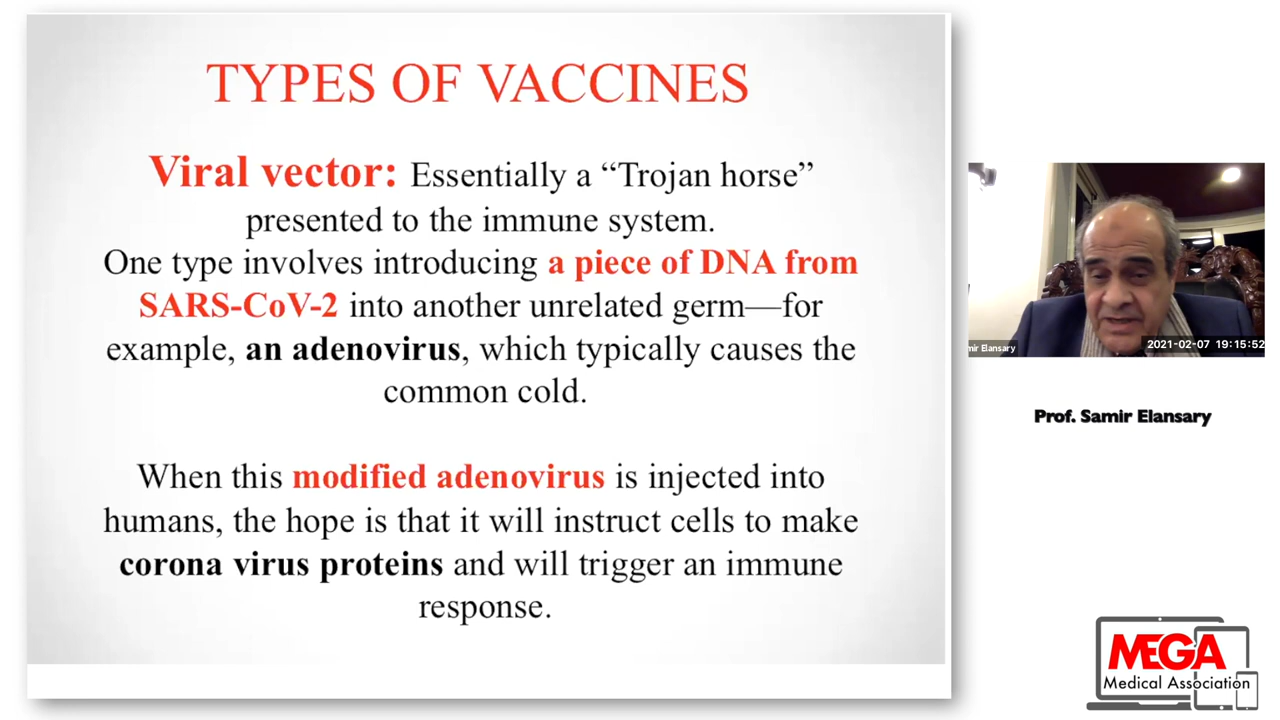 TYPES OF VACCINES
Viral vector: Essentially a “Trojan horse”
presented to the immune system.
One type involves introducing a piece of DNA from
SARS-CoV-2 into another unrelated germ—for
example, an adenovirus, which typically causes the
common cold.
When this modified adenovirus is injected into
humans, the hope is that it will instruct cells to make
corona virus proteins and will trigger an immune
response.
mir Elansary
2021-02-07 19:15:52
Prof. Samir Elansary
MEGA
Medical Association